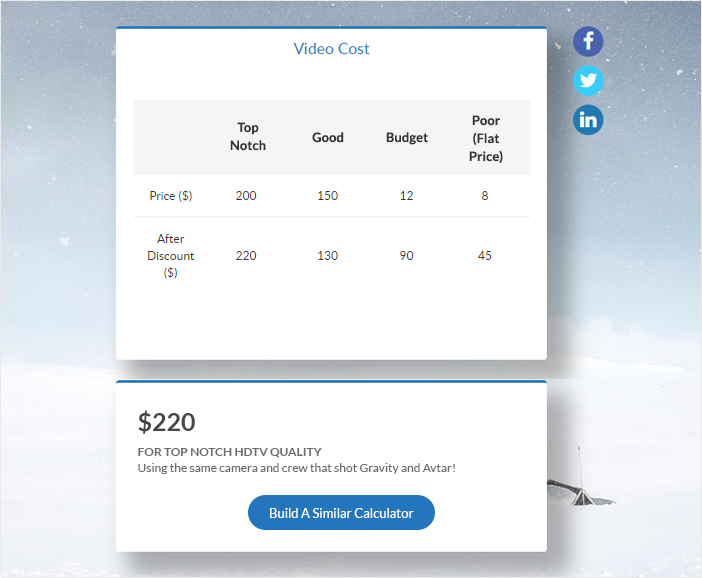 Video Cost
Top Notch Good Budget Poor (Flat Price)
Price ($) 200 150 12 8
After Discount ($) 220 130 90 45
$220
FOR TOP NOTCH HDTV QUALITY
Using the same camera and crew that shot Gravity and Avtar!
Build A Similar Calculator